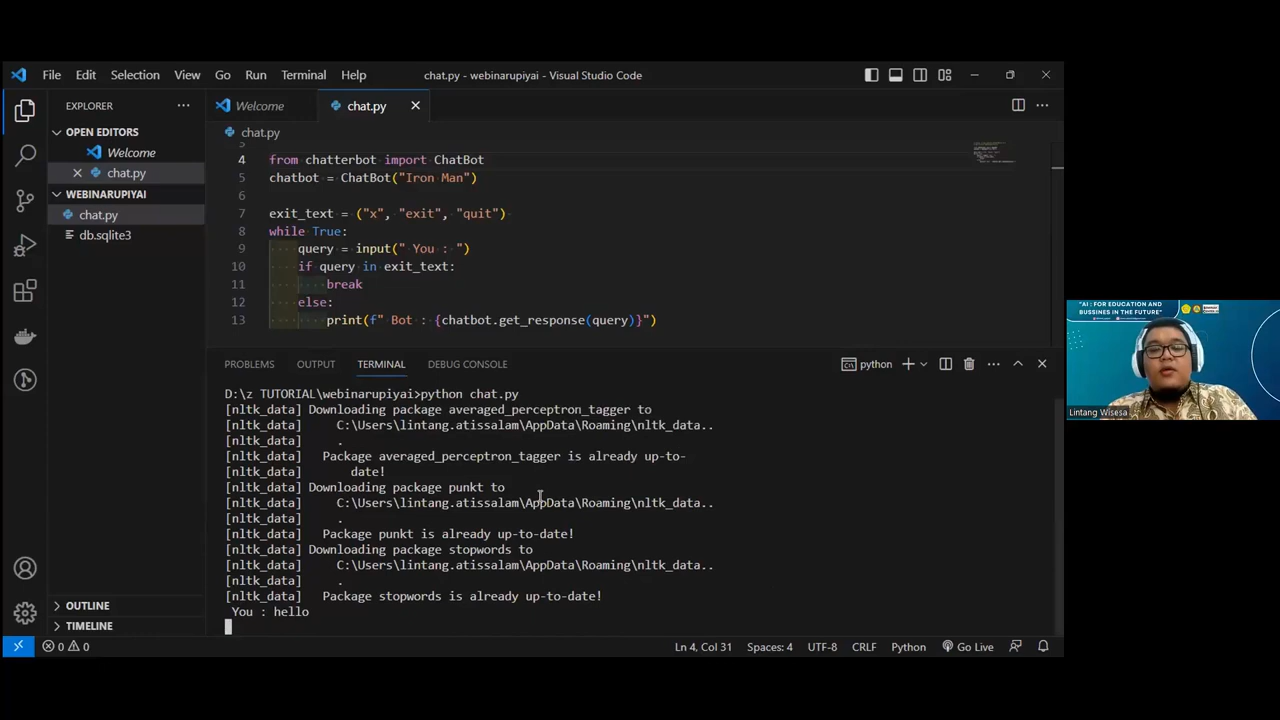 File Edit Selection View Go Run Terminal Help chat.py - webinarupiyai - Visual Studio Code
EXPLORER
OPEN EDITORS
Welcome
chat.py
WEBINARUPIYAI
chat.py
db.sqlite3
OUTLINE
TIMELINE
Welcome chat.py
chat.py
3
4 from chatterbot import ChatBot
5 chatbot = ChatBot("Iron Man")
6
7 exit_text = ("x", "exit", "quit")
8 while True:
9 query = input(" You : ")
10 if query in exit_text:
11 break
12 else:
13 print(f" Bot : {chatbot.get_response(query)}")
PROBLEMS OUTPUT TERMINAL DEBUG CONSOLE python
D:\z TUTORIAL\webinarupiyai>python chat.py
[nltk_data] Downloading package averaged_perceptron_tagger to
[nltk_data] C:\Users\lintang.atissalam\AppData\Roaming\nltk_data..
[nltk_data] .
[nltk_data] Package averaged_perceptron_tagger is already up-to-
[nltk_data] date!
[nltk_data] Downloading package punkt to
[nltk_data] C:\Users\lintang.atissalam\AppData\Roaming\nltk_data..
[nltk_data] .
[nltk_data] Package punkt is already up-to-date!
[nltk_data] Downloading package stopwords to
[nltk_data] C:\Users\lintang.atissalam\AppData\Roaming\nltk_data..
[nltk_data] .
[nltk_data] Package stopwords is already up-to-date!
You : hello
0 0 Ln 4, Col 31 Spaces: 4 UTF-8 CRLF Python Go Live
"AI : FOR EDUCATION AND
BUSSINES IN THE FUTURE"
Lintang Wisesa